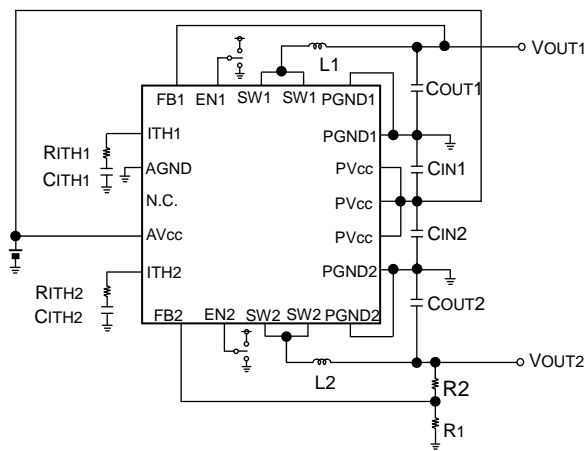 VOUT1
L1
FB1 EN1 SW1 SW1 PGND1
COUT1
ITH1
PGND1
RITH1
CITH1
AGND
PVcc
CIN1
N.C.
PVcc
AVcc
PVcc
CIN2
ITH2
PGND2
RITH2
CITH2
COUT2
FB2 EN2 SW2 SW2 PGND2
VOUT2
L2
R2
R1